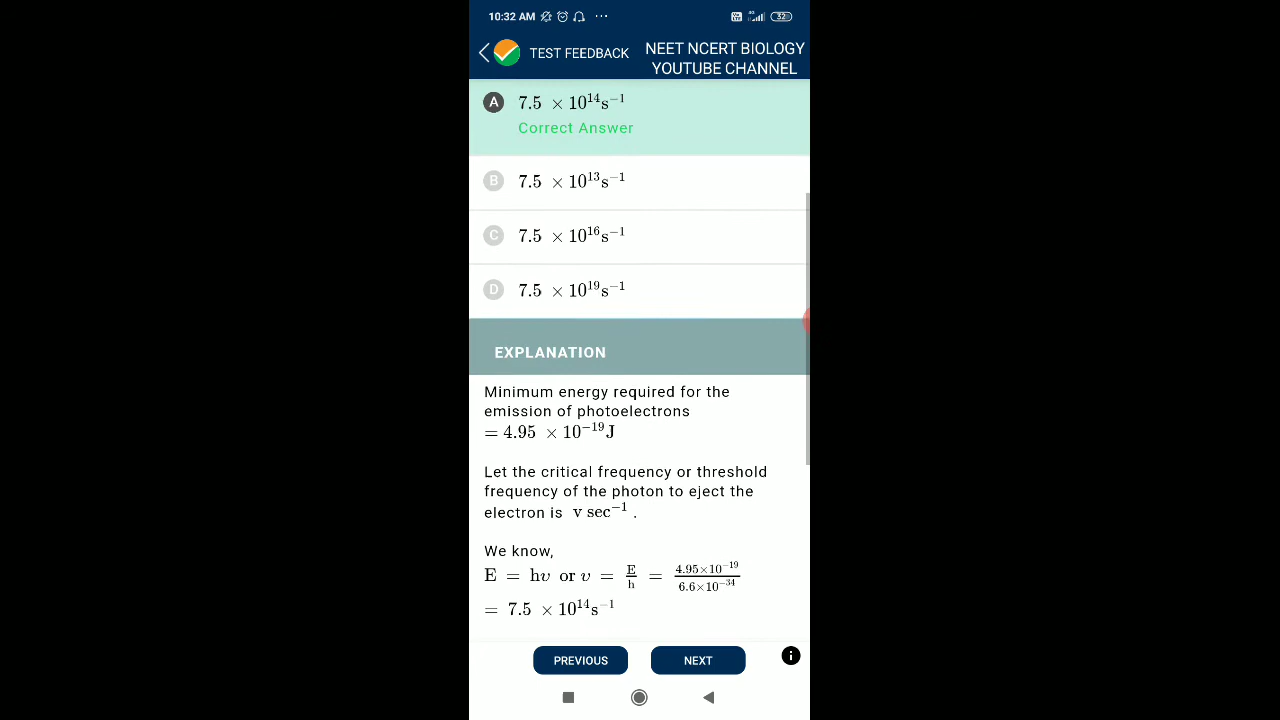 10:32 AM ...
52
TEST FEEDBACK
NEET NCERT BIOLOGY
YOUTUBE CHANNEL
A 7.5 × 10¹⁴s⁻¹
Correct Answer
B 7.5 × 10¹³s⁻¹
C 7.5 × 10¹⁶s⁻¹
D 7.5 × 10¹⁹s⁻¹
EXPLANATION
Minimum energy required for the
emission of photoelectrons
= 4.95 × 10⁻¹⁹J
Let the critical frequency or threshold
frequency of the photon to eject the
electron is v sec⁻¹ .
We know,
E = hυ or υ = E/h = 4.95×10⁻¹⁹/6.6×10⁻³⁴
= 7.5 × 10¹⁴s⁻¹
PREVIOUS NEXT i